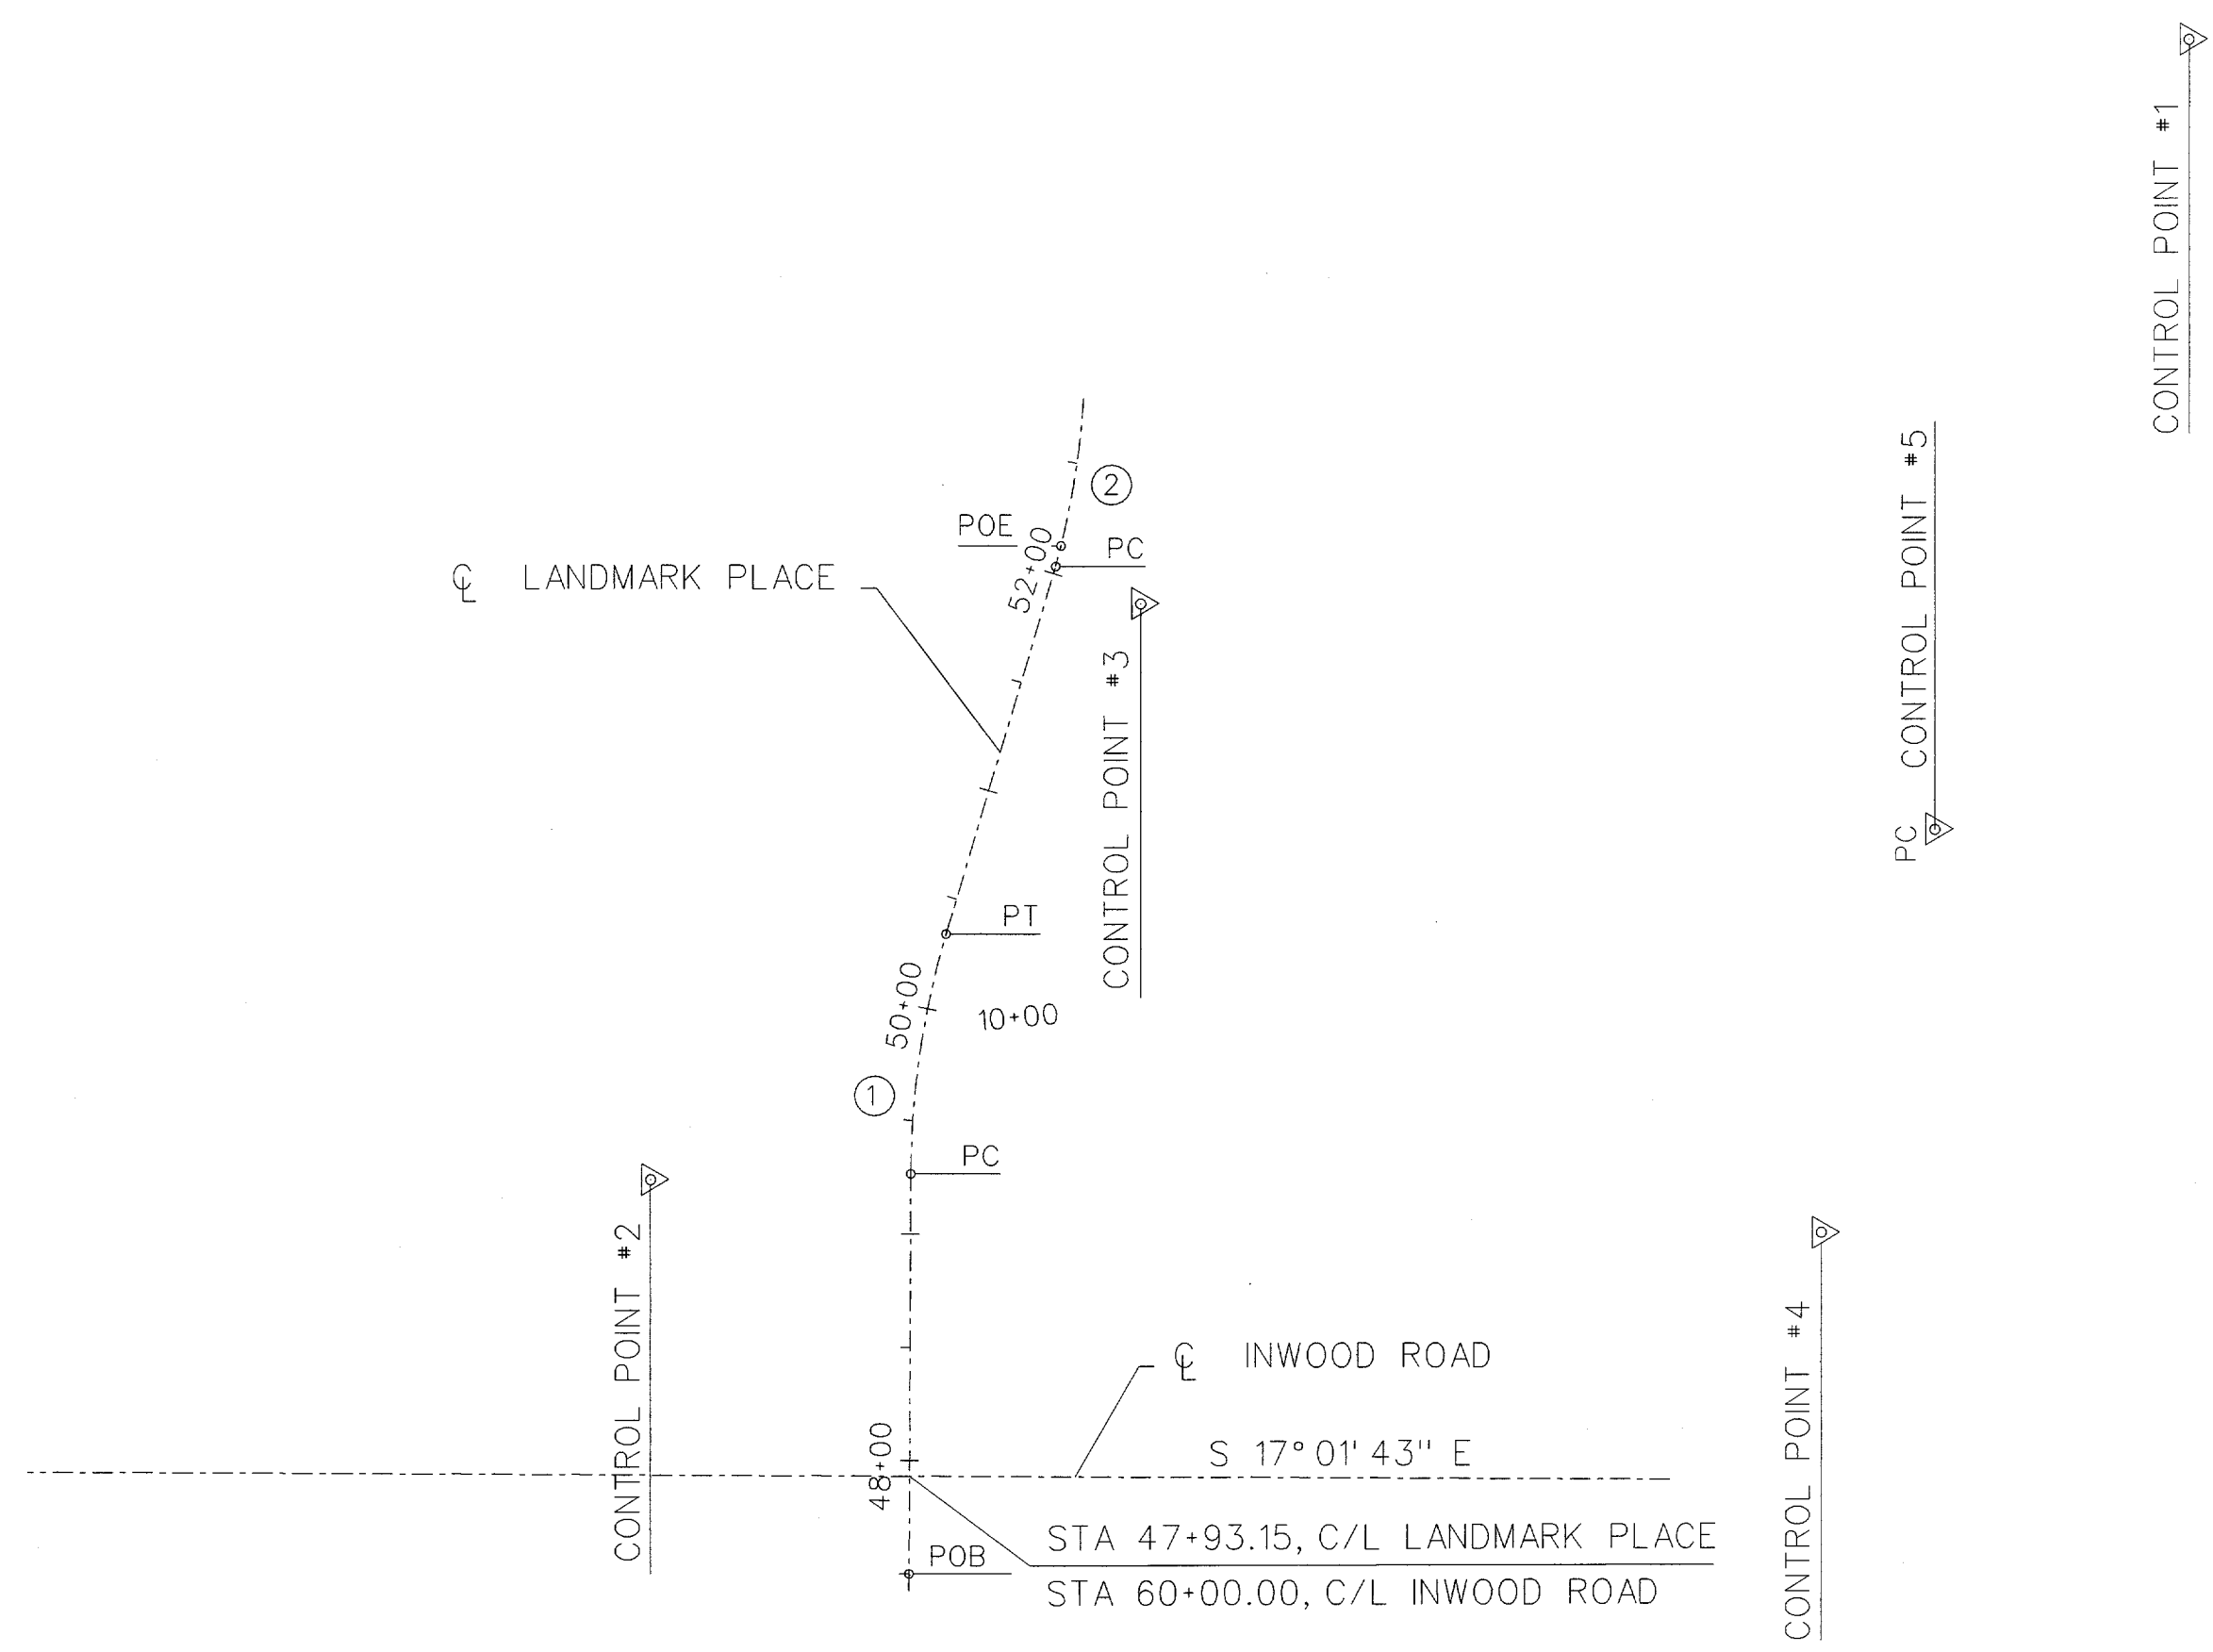 CONTROL POINT #1
CONTROL POINT #5
PC
2
POE
52+00
PC
℄ LANDMARK PLACE
CONTROL POINT #3
PT
50+00
10+00
1
PC
CONTROL POINT #2
CONTROL POINT #4
℄ INWOOD ROAD
S 17° 01' 43" E
48+00
STA 47+93.15, C/L LANDMARK PLACE
POB
STA 60+00.00, C/L INWOOD ROAD